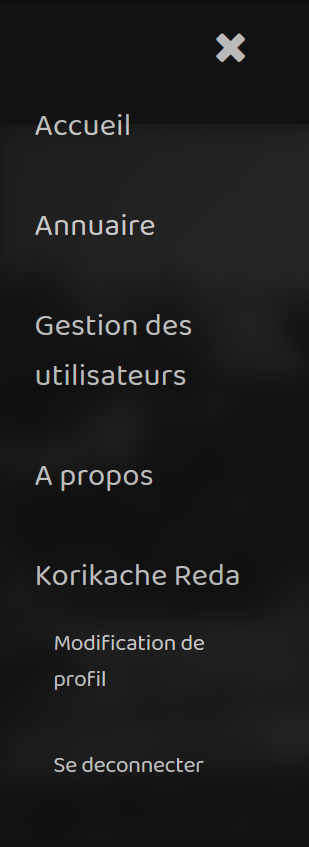 Accueil
Annuaire
Gestion des
utilisateurs
A propos
Korikache Reda
Modification de
profil
Se deconnecter